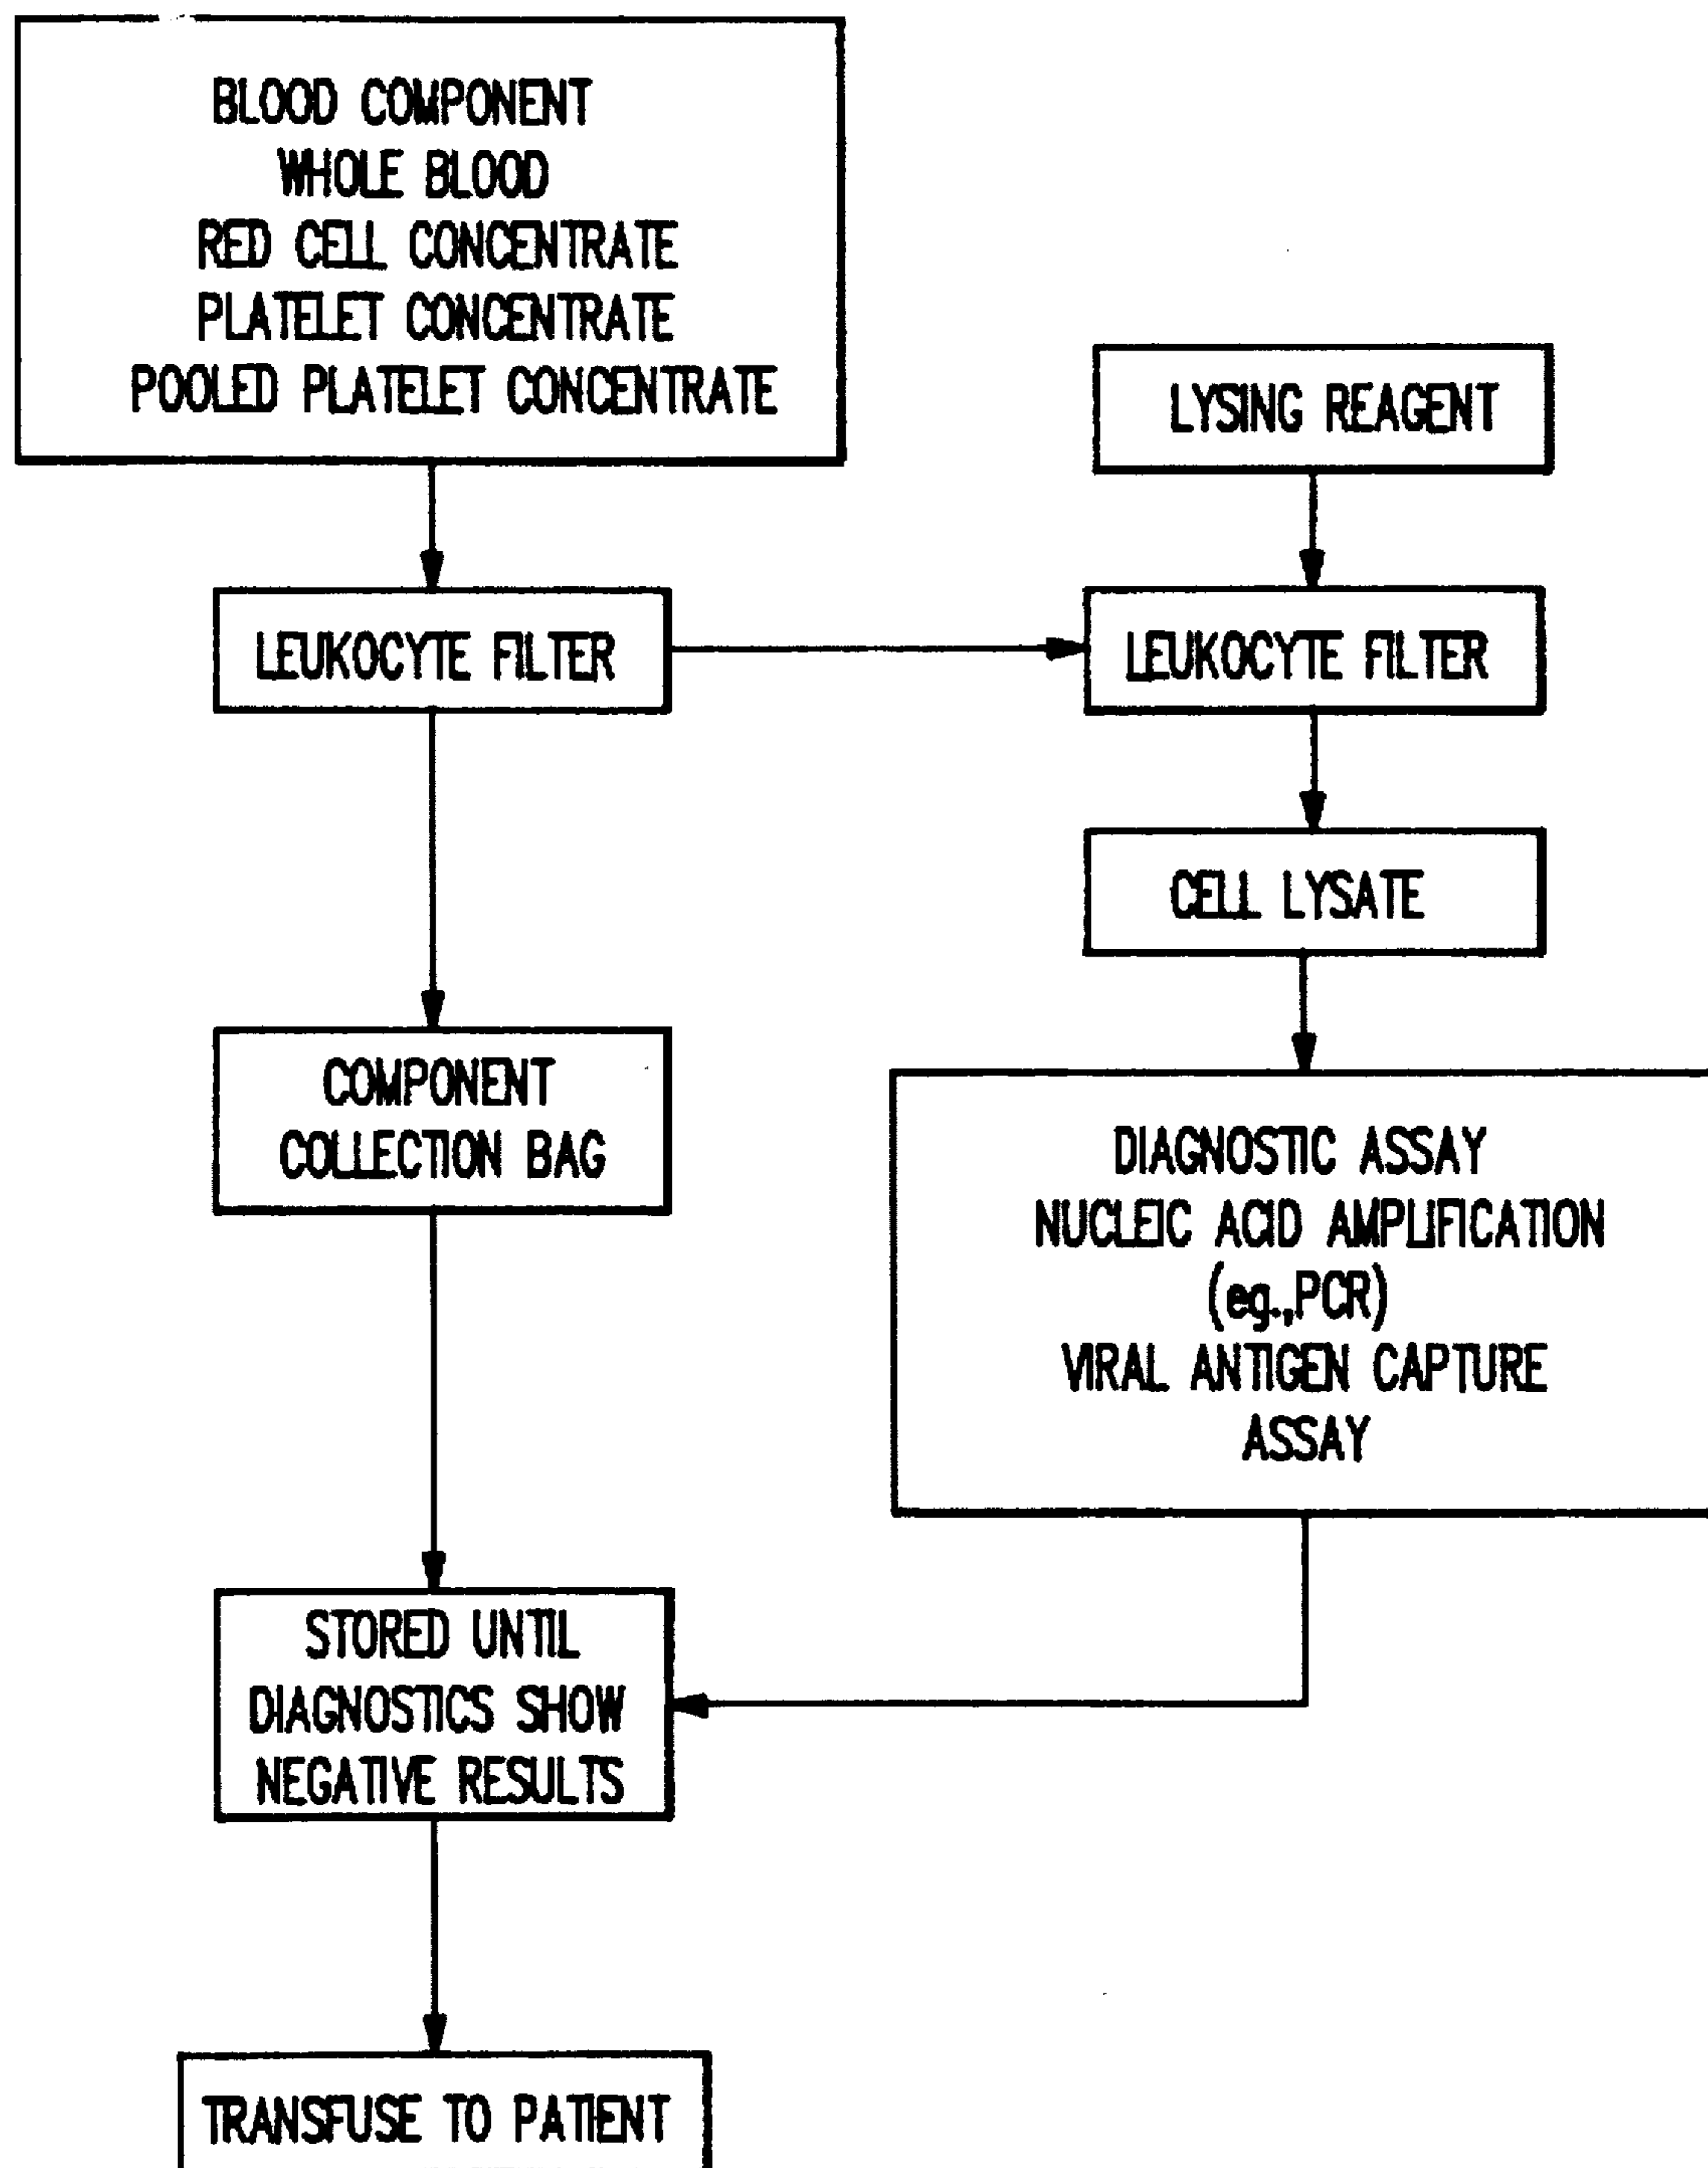 BLOOD COMPONENT
WHOLE BLOOD
RED CELL CONCENTRATE
PLATELET CONCENTRATE
POOLED PLATELET CONCENTRATE
LYSING REAGENT
LEUKOCYTE FILTER
LEUKOCYTE FILTER
CELL LYSATE
COMPONENT
COLLECTION BAG
DIAGNOSTIC ASSAY
NUCLEIC ACID AMPLIFICATION
(eg.,PCR)
VIRAL ANTIGEN CAPTURE
ASSAY
STORED UNTIL
DIAGNOSTICS SHOW
NEGATIVE RESULTS
TRANSFUSE TO PATIENT